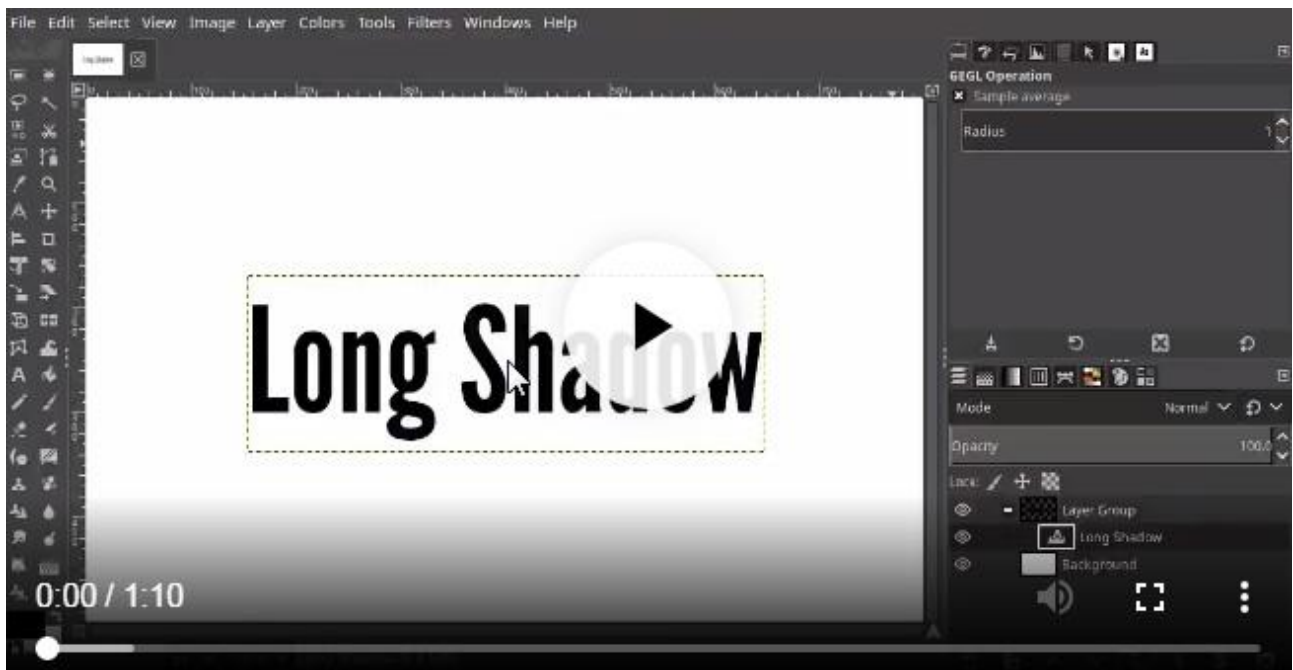 File Edit Select View Image Layer Colors Tools Filters Windows Help
GEGL Operation
Sample average
Radius 1
Long Shadow
Mode Normal
Opacity 100.0
Lock:
Layer Group
Long Shadow
Background
0:00 / 1:10